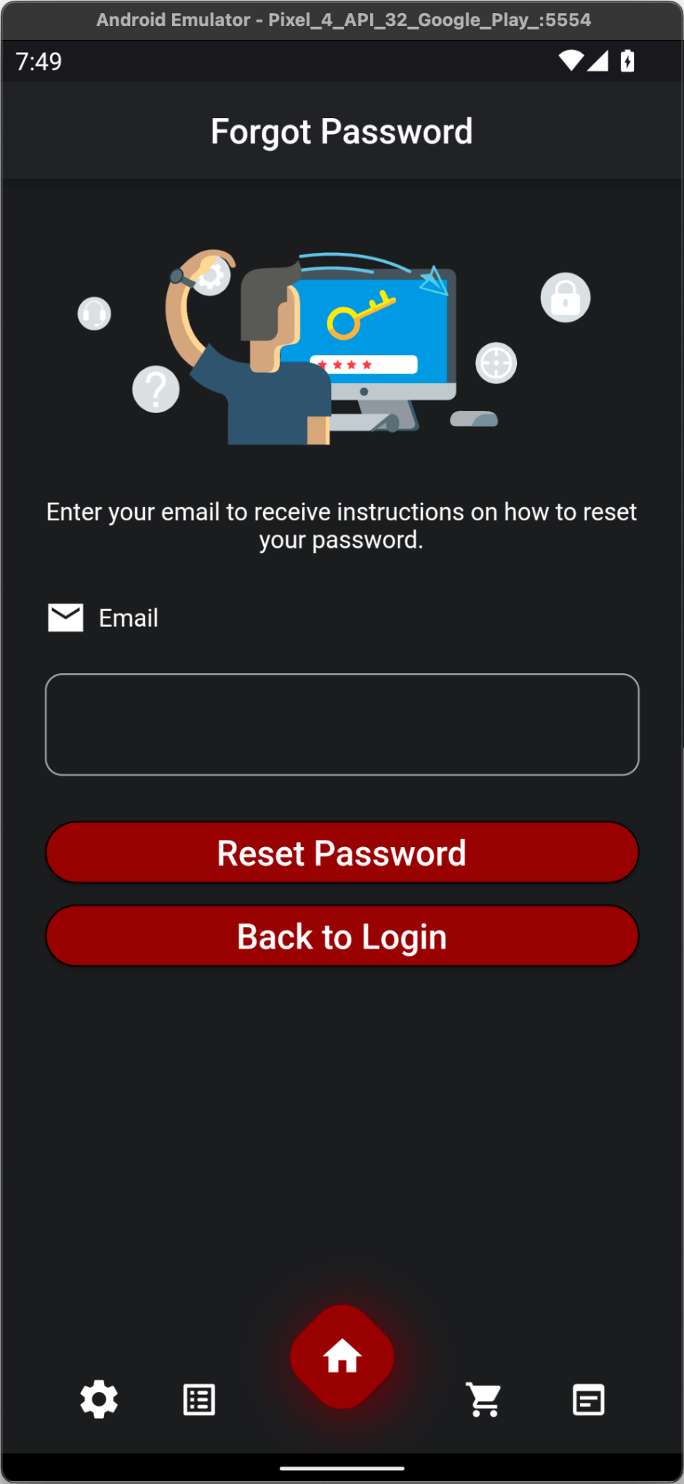 Android Emulator - Pixel_4_API_32_Google_Play_:5554
7:49
Forgot Password
?
****
Enter your email to receive instructions on how to reset
your password.
Email
Reset Password
Back to Login